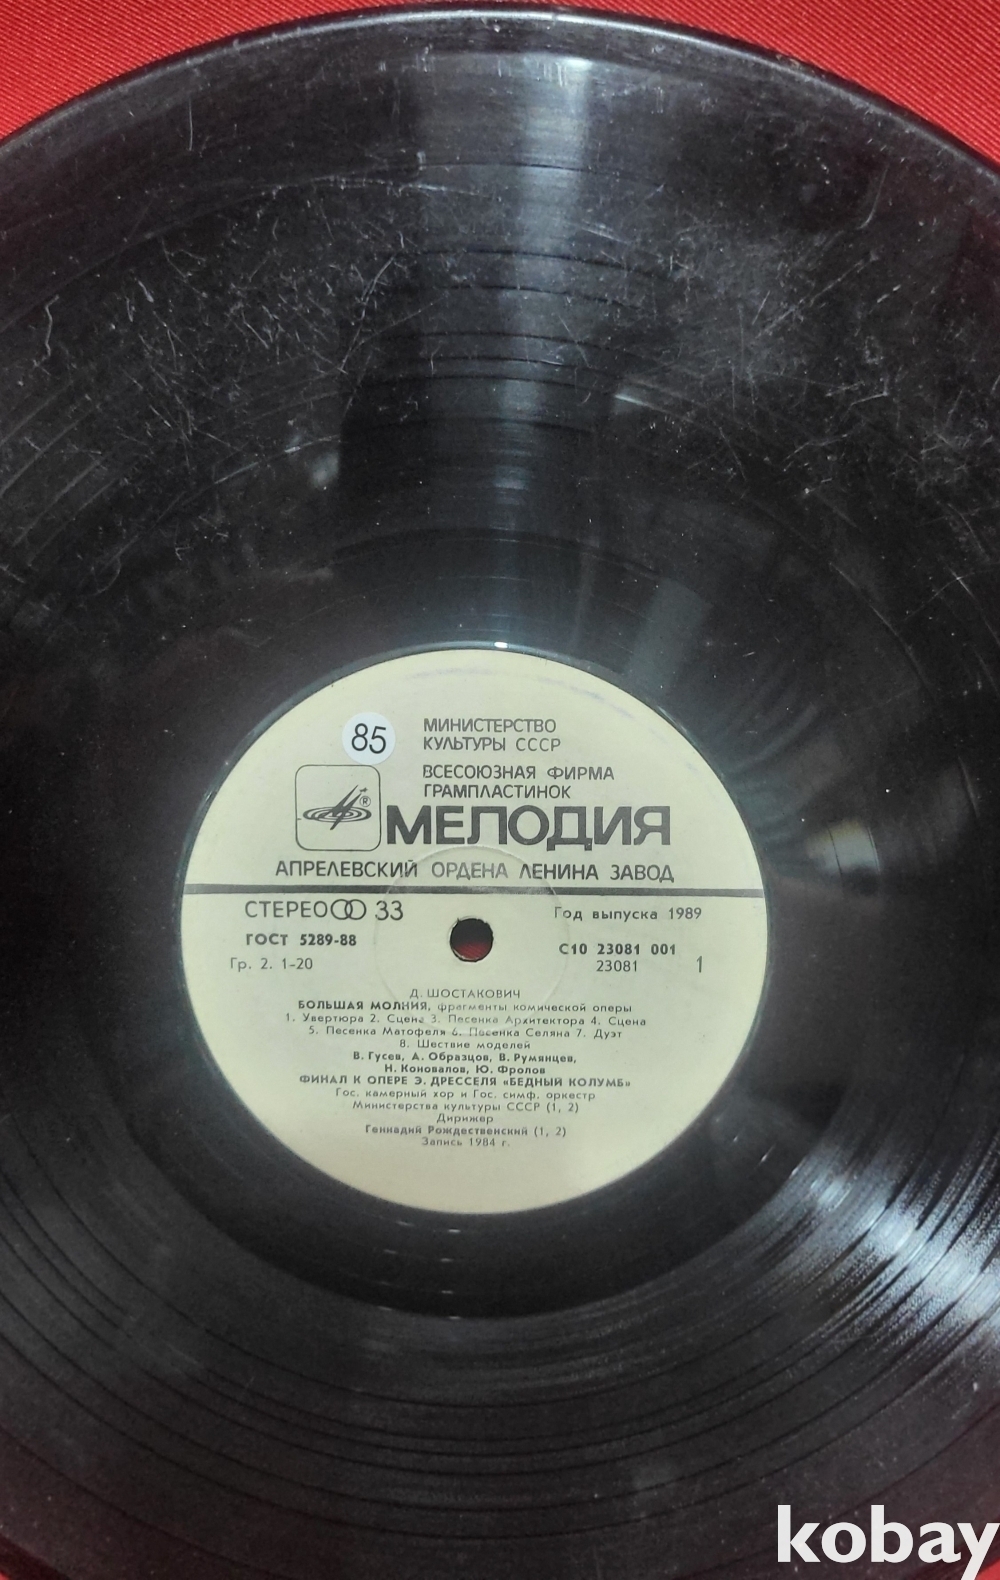 85
МИНИСТЕРСТВО
КУЛЬТУРЫ СССР
ВСЕСОЮЗНАЯ ФИРМА
ГРАМПЛАСТИНОК
®
МЕЛОДИЯ
АПРЕЛЕВСКИЙ ОРДЕНА ЛЕНИНА ЗАВОД
СТЕРЕО 33
Год выпуска 1989
ГОСТ 5289-88
С10 23081 001
Гр. 2. 1-20
23081 1
Д. ШОСТАКОВИЧ
БОЛЬШАЯ МОЛНИЯ, фрагменты комической оперы
1. Увертюра 2. Сцена 3. Песенка Архитектора 4. Сцена
5. Песенка Матофеля 6. Песенка Селяна 7. Дуэт
8. Шествие моделей
В. Гусев, А. Образцов, В. Румянцев,
Н. Коновалов, Ю. Фролов
ФИНАЛ К ОПЕРЕ Э. ДРЕССЕЛЯ «БЕДНЫЙ КОЛУМБ»
Гос. камерный хор и Гос. симф. оркестр
Министерства культуры СССР (1, 2)
Дирижер
Геннадий Рождественский (1, 2)
Запись 1984 г.
kobay